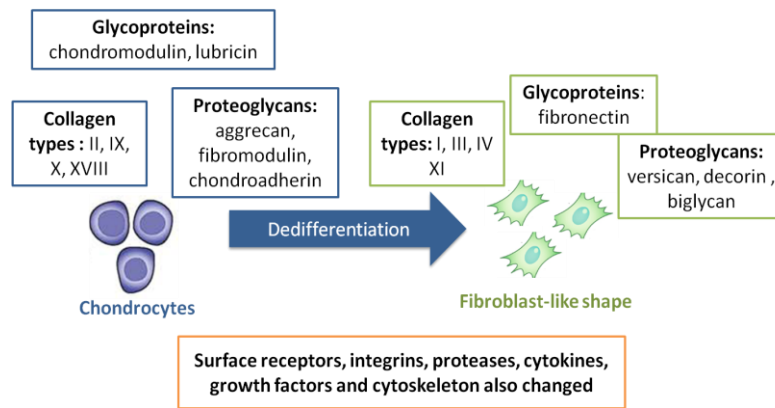 Glycoproteins:
chondromodulin, lubricin
Collagen
types : II, IX,
X, XVIII
Proteoglycans:
aggrecan,
fibromodulin,
chondroadherin
Collagen
types: I, III, IV
XI
Glycoproteins:
fibronectin
Proteoglycans:
versican, decorin ,
biglycan
Dedifferentiation
Chondrocytes
Fibroblast-like shape
Surface receptors, integrins, proteases, cytokines,
growth factors and cytoskeleton also changed